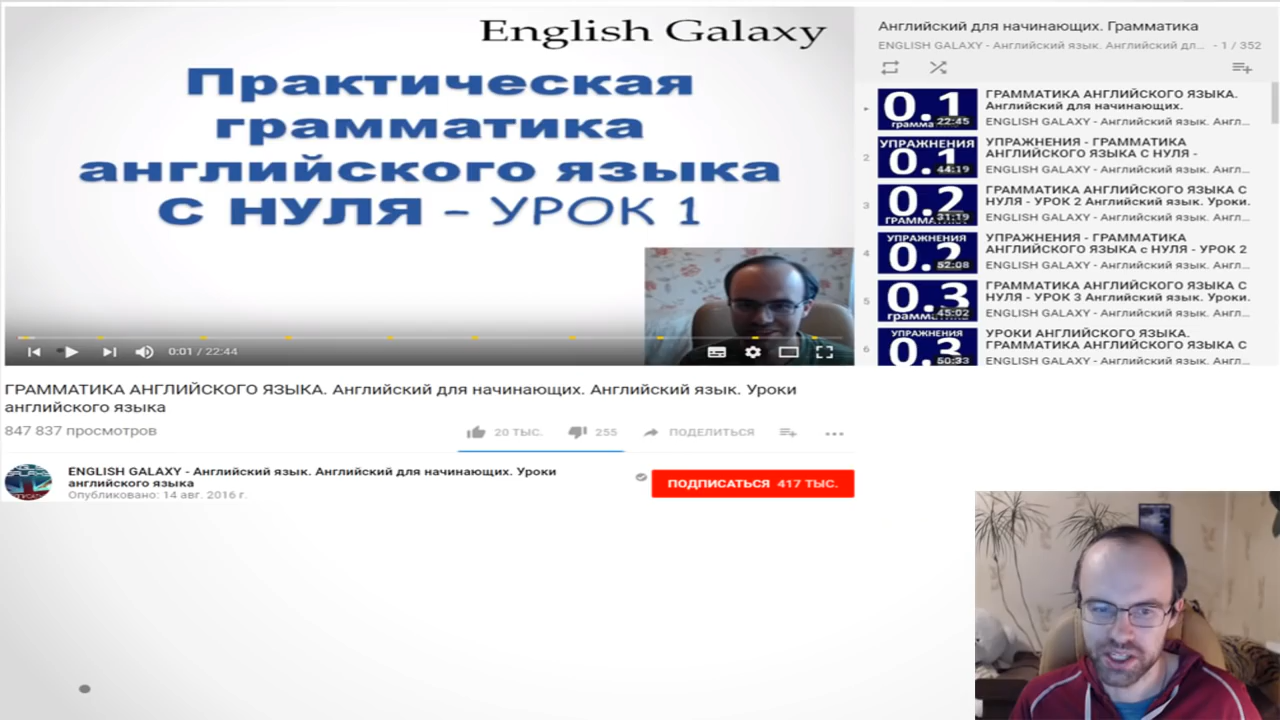 English Galaxy
Практическая
грамматика
английского языка
С НУЛЯ – УРОК 1
0:01 / 22:44
ГРАММАТИКА АНГЛИЙСКОГО ЯЗЫКА. Английский для начинающих. Английский язык. Уроки
английского языка
847 837 просмотров
20 ТЫС.
255
ПОДЕЛИТЬСЯ
ENGLISH GALAXY - Английский язык. Английский для начинающих. Уроки
английского языка
Опубликовано: 14 авг. 2016 г.
ПОДПИСАТЬСЯ 417 ТЫС.
Английский для начинающих. Грамматика
ENGLISH GALAXY - Английский язык. Английский дл... - 1 / 352
0.1
22:45
ГРАММАТИКА АНГЛИЙСКОГО ЯЗЫКА.
Английский для начинающих.
ENGLISH GALAXY - Английский язык. Англ...
2
УПРАЖНЕНИЯ
0.1
44:19
УПРАЖНЕНИЯ - ГРАММАТИКА
АНГЛИЙСКОГО ЯЗЫКА С НУЛЯ -
ENGLISH GALAXY - Английский язык. Англ...
3
0.2
31:19
ГРАММАТИКА АНГЛИЙСКОГО ЯЗЫКА С
НУЛЯ - УРОК 2 Английский язык. Уроки.
ENGLISH GALAXY - Английский язык. Англ...
4
УПРАЖНЕНИЯ
0.2
52:08
УПРАЖНЕНИЯ - ГРАММАТИКА
АНГЛИЙСКОГО ЯЗЫКА с НУЛЯ - УРОК 2
ENGLISH GALAXY - Английский язык. Англ...
5
0.3
45:02
ГРАММАТИКА АНГЛИЙСКОГО ЯЗЫКА С
НУЛЯ - УРОК 3 Английский язык. Уроки.
ENGLISH GALAXY - Английский язык. Англ...
6
УПРАЖНЕНИЯ
0.3
50:33
УРОКИ АНГЛИЙСКОГО ЯЗЫКА.
ГРАММАТИКА АНГЛИЙСКОГО ЯЗЫКА С
ENGLISH GALAXY - Английский язык. Англ...